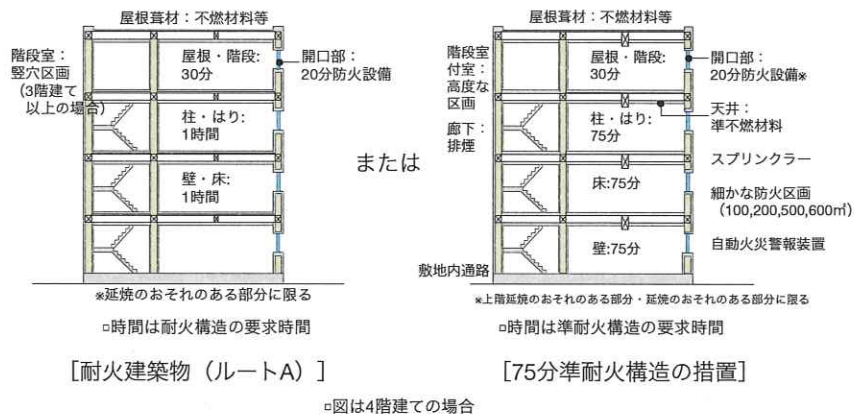 屋根葺材：不燃材料等
階段室：
竪穴区画
（3階建て
以上の場合）
屋根・階段：
30分
開口部：
20分防火設備
柱・はり：
1時間
壁・床：
1時間
※延焼のおそれのある部分に限る
□時間は耐火構造の要求時間
［耐火建築物（ルートA）］
または
屋根葺材：不燃材料等
階段室
付室：
高度な
区画
廊下：
排煙
屋根・階段：
30分
開口部：
20分防火設備※
柱・はり：
75分
天井：
準不燃材料
スプリンクラー
床:75分
細かな防火区画
（100,200,500,600㎡）
壁:75分
自動火災警報装置
敷地内通路
※上階延焼のおそれのある部分・延焼のおそれのある部分に限る
□時間は準耐火構造の要求時間
［75分準耐火構造の措置］
□図は4階建ての場合